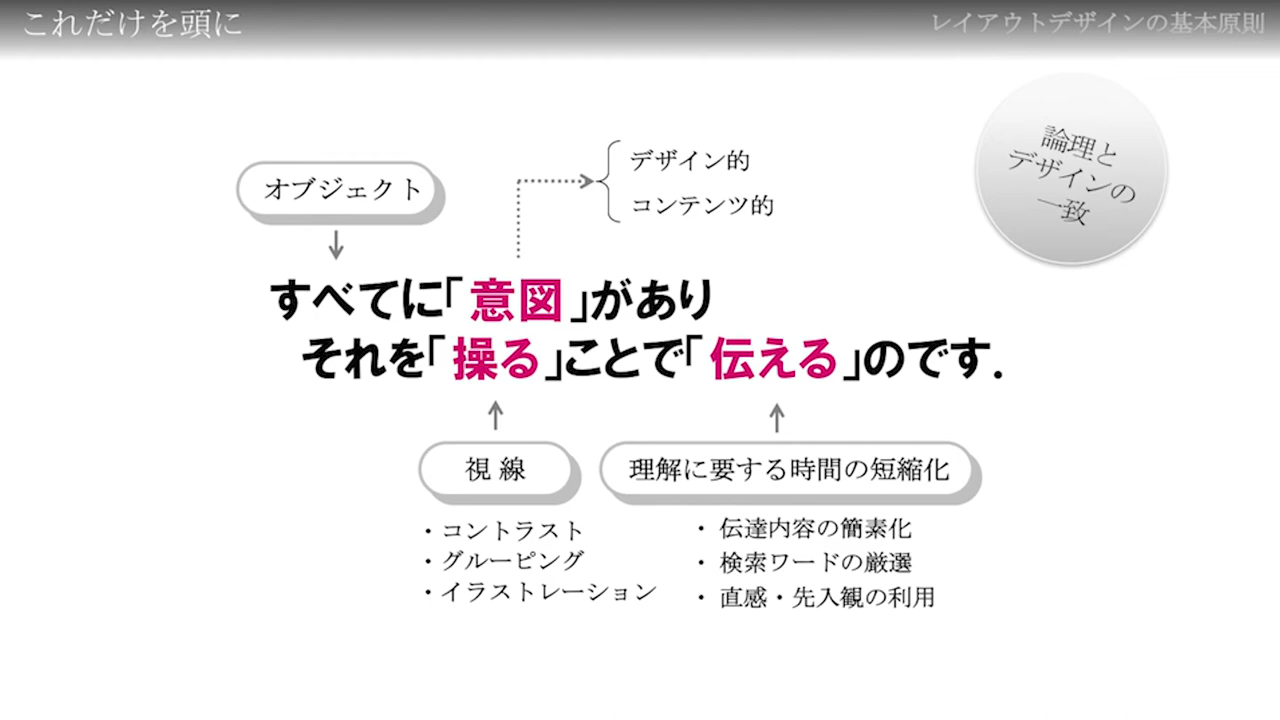 これだけを頭に
レイアウトデザインの基本原則
論理と
デザインの
一致
デザイン的
コンテンツ的
オブジェクト
すべてに「意図」があり
それを「操る」ことで「伝える」のです.
視線
・コントラスト
・グルーピング
・イラストレーション
理解に要する時間の短縮化
・伝達内容の簡素化
・検索ワードの厳選
・直感・先入観の利用